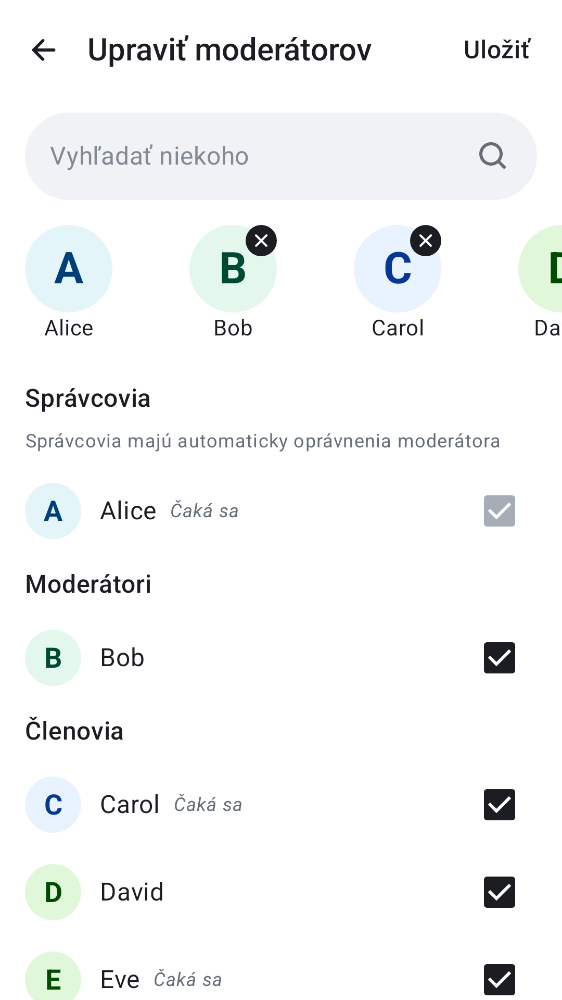 Upraviť moderátorov
Uložiť
Vyhľadať niekoho
A
B
C
D
Alice
Bob
Carol
Da
Správcovia
Správcovia majú automaticky oprávnenia moderátora
A
Alice Čaká sa
Moderátori
B
Bob
Členovia
C
Carol Čaká sa
D
David
E
Eve Čaká sa